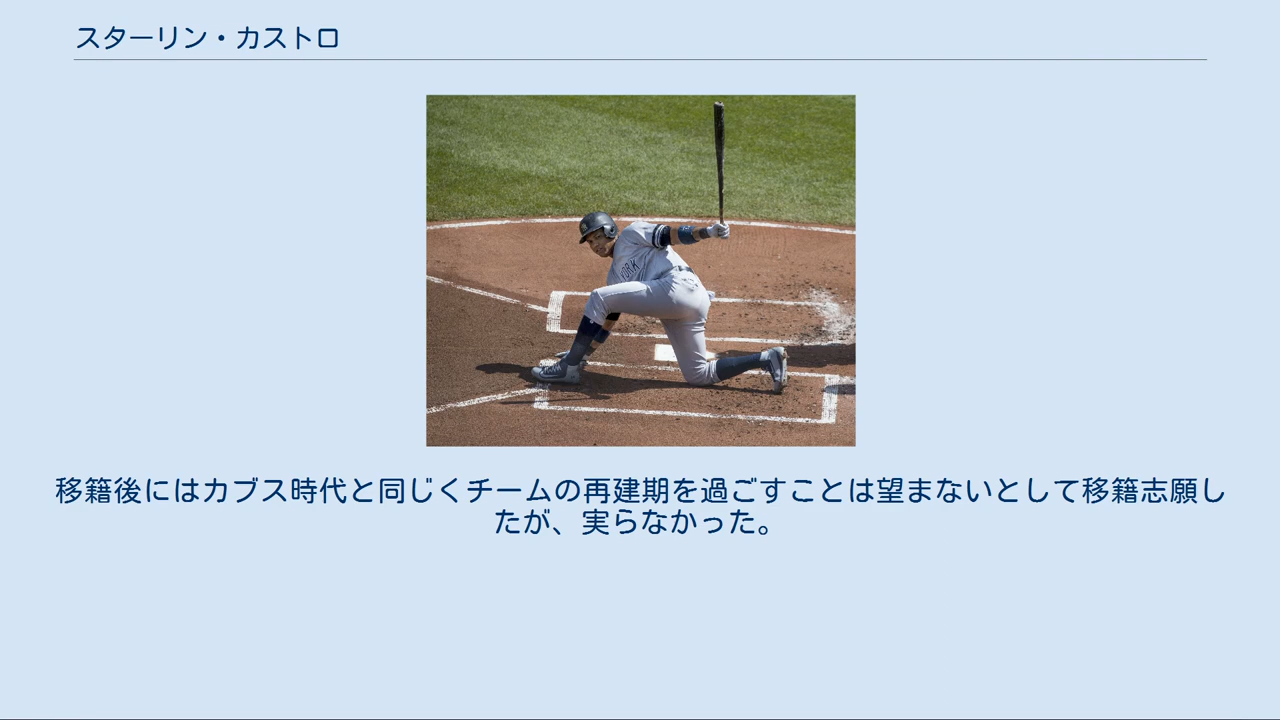 スターリン・カストロ
YORK
移籍後にはカブス時代と同じくチームの再建期を過ごすことは望まないとして移籍志願し
たが、実らなかった。